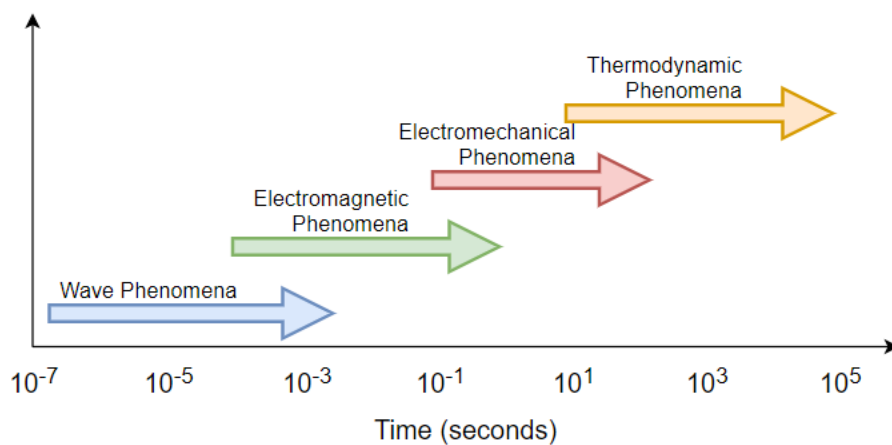 Thermodynamic
Phenomena
Electromechanical
Phenomena
Electromagnetic
Phenomena
Wave Phenomena
10⁻⁷ 10⁻⁵ 10⁻³ 10⁻¹ 10¹ 10³ 10⁵
Time (seconds)